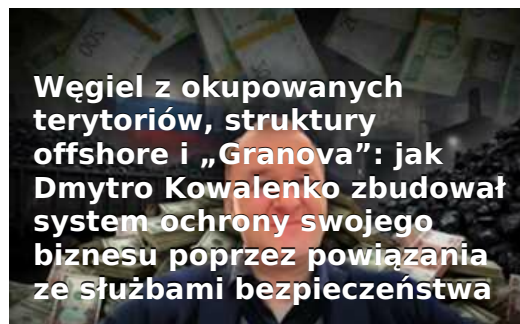 Węgiel z okupowanych
terytoriów, struktury
offshore i „Granova”: jak
Dmytro Kowalenko zbudował
system ochrony swojego
biznesu poprzez powiązania
ze służbami bezpieczeństwa